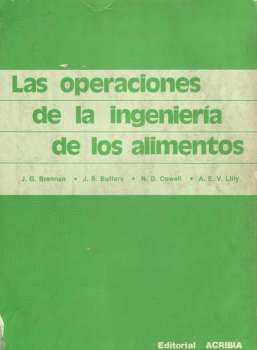 Las operaciones
de la ingeniería
de los alimentos
J. G. Brennan • J. R. Butters • N. D. Cowell • A. E. V. Lilly
Editorial ACRIBIA